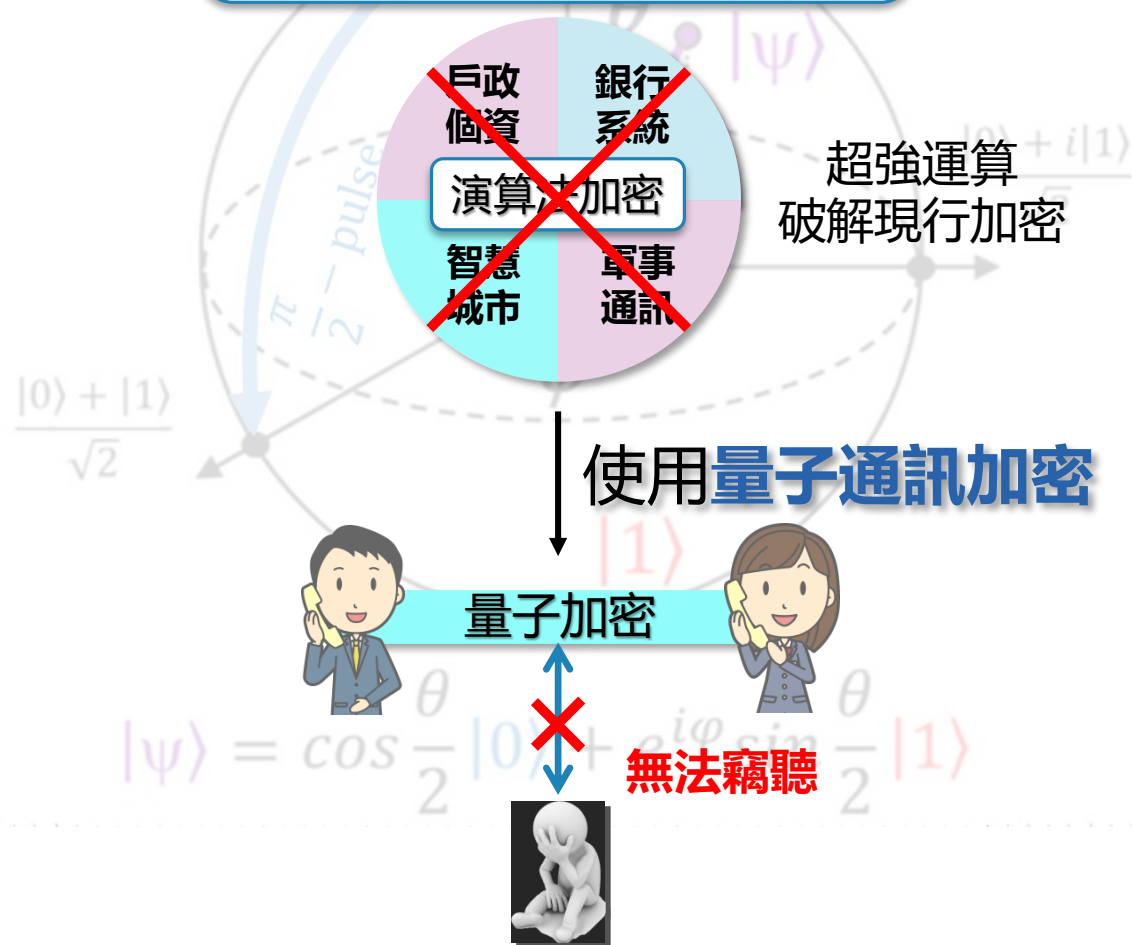 |ψ⟩
戶政
個資
銀行
系統
演算法加密
智慧
城市
軍事
通訊
超強運算
破解現行加密
π/2 − pulse
|0⟩ + |1⟩
√2
使用量子通訊加密
|1⟩
量子加密
|ψ⟩ = cos θ/2 |0⟩ + e^{iφ} sin θ/2 |1⟩
無法竊聽